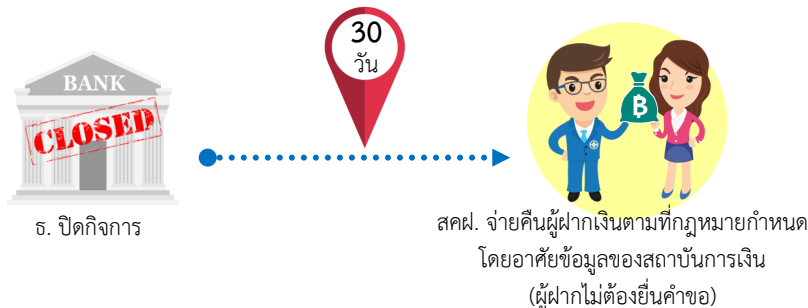 30
วัน
BANK
CLOSED
฿
ธ. ปิดกิจการ
สคฝ. จ่ายคืนผู้ฝากเงินตามที่กฎหมายกำหนด
โดยอาศัยข้อมูลของสถาบันการเงิน
(ผู้ฝากไม่ต้องยื่นคำขอ)